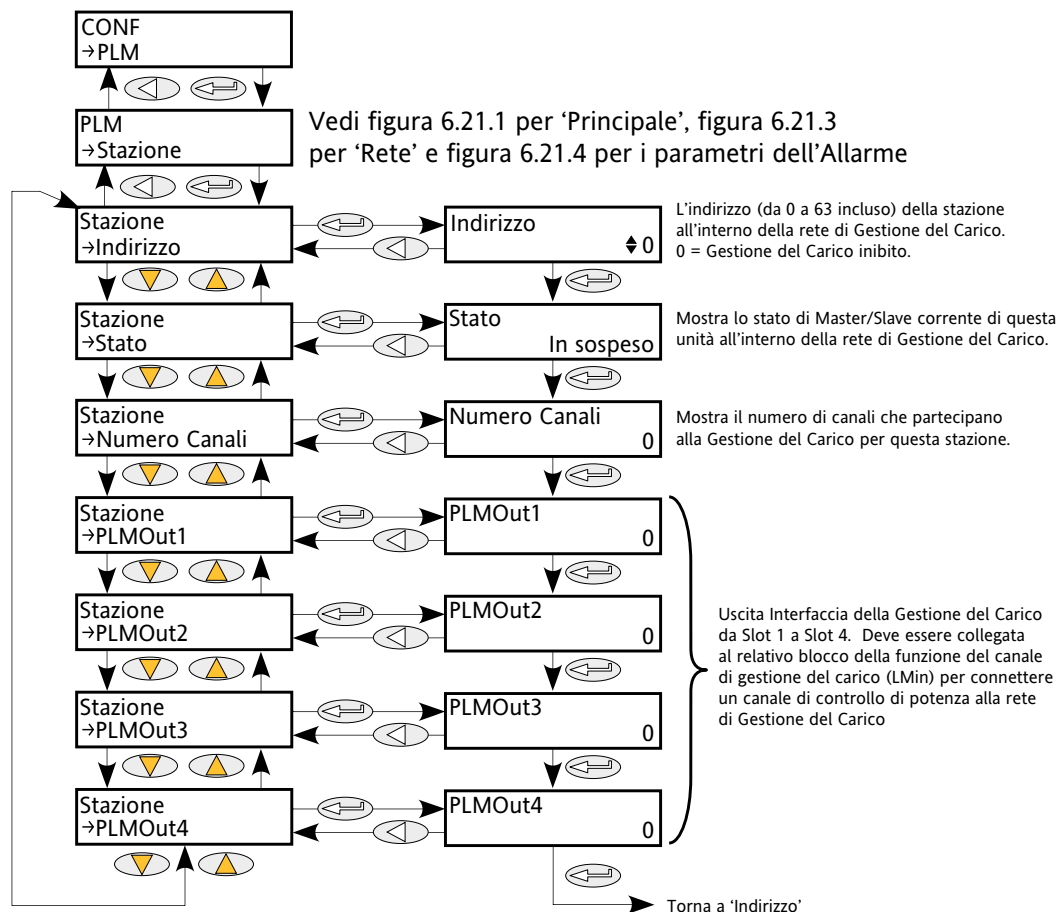 CONF
→PLM
PLM
→Stazione
Vedi figura 6.21.1 per ‘Principale’, figura 6.21.3
per ‘Rete’ e figura 6.21.4 per i parametri dell’Allarme
Stazione
→Indirizzo
Indirizzo
0
L’indirizzo (da 0 a 63 incluso) della stazione
all’interno della rete di Gestione del Carico.
0 = Gestione del Carico inibito.
Stazione
→Stato
Stato
In sospeso
Mostra lo stato di Master/Slave corrente di questa
unità all’interno della rete di Gestione del Carico.
Stazione
→Numero Canali
Numero Canali
0
Mostra il numero di canali che partecipano
alla Gestione del Carico per questa stazione.
Stazione
→PLMOut1
PLMOut1
0
Stazione
→PLMOut2
PLMOut2
0
Uscita Interfaccia della Gestione del Carico
da Slot 1 a Slot 4. Deve essere collegata
al relativo blocco della funzione del canale
di gestione del carico (LMin) per connettere
un canale di controllo di potenza alla rete
di Gestione del Carico
Stazione
→PLMOut3
PLMOut3
0
Stazione
→PLMOut4
PLMOut4
0
Torna a ‘Indirizzo’